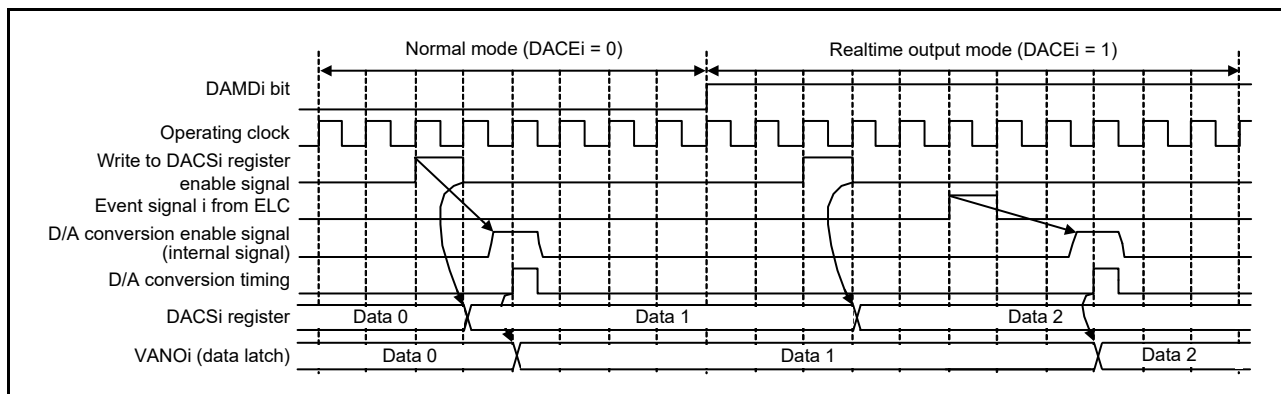 Normal mode (DACEi = 0)
Realtime output mode (DACEi = 1)
DAMDi bit
Operating clock
Write to DACSi register
enable signal
Event signal i from ELC
D/A conversion enable signal
(internal signal)
D/A conversion timing
DACSi register
Data 0
Data 1
Data 2
VANOi (data latch)
Data 0
Data 1
Data 2